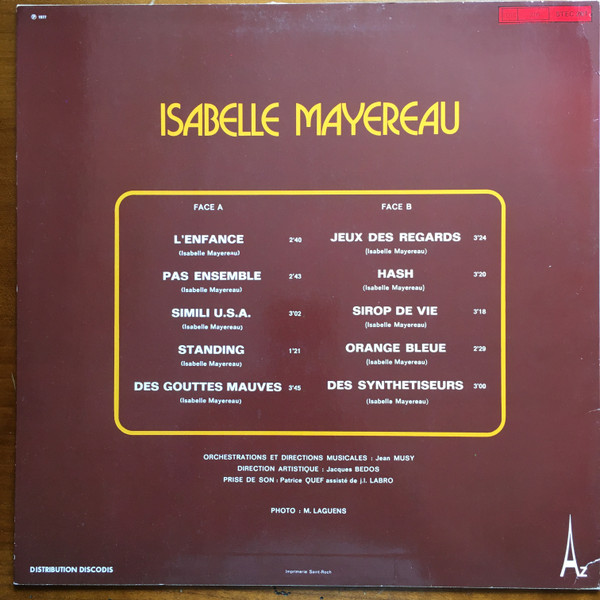 ℗ 1977
ISABELLE MAYEREAU
FACE A
L'ENFANCE 2'40
(Isabelle Mayereau)
PAS ENSEMBLE 2'43
(Isabelle Mayereau)
SIMILI U.S.A. 3'02
(Isabelle Mayereau)
STANDING 1'21
(Isabelle Mayereau)
DES GOUTTES MAUVES 3'45
(Isabelle Mayereau)
FACE B
JEUX DES REGARDS 3'24
(Isabelle Mayereau)
HASH 3'20
(Isabelle Mayereau)
SIROP DE VIE 3'18
(Isabelle Mayereau)
ORANGE BLEUE 2'29
(Isabelle Mayereau)
DES SYNTHETISEURS 3'00
(Isabelle Mayereau)
ORCHESTRATIONS ET DIRECTIONS MUSICALES : Jean MUSY
DIRECTION ARTISTIQUE : Jacques BEDOS
PRISE DE SON : Patrice QUEF assisté de j.l. LABRO
PHOTO : M. LAGUENS
DISTRIBUTION DISCODIS
Imprimerie Saint-Roch
Az